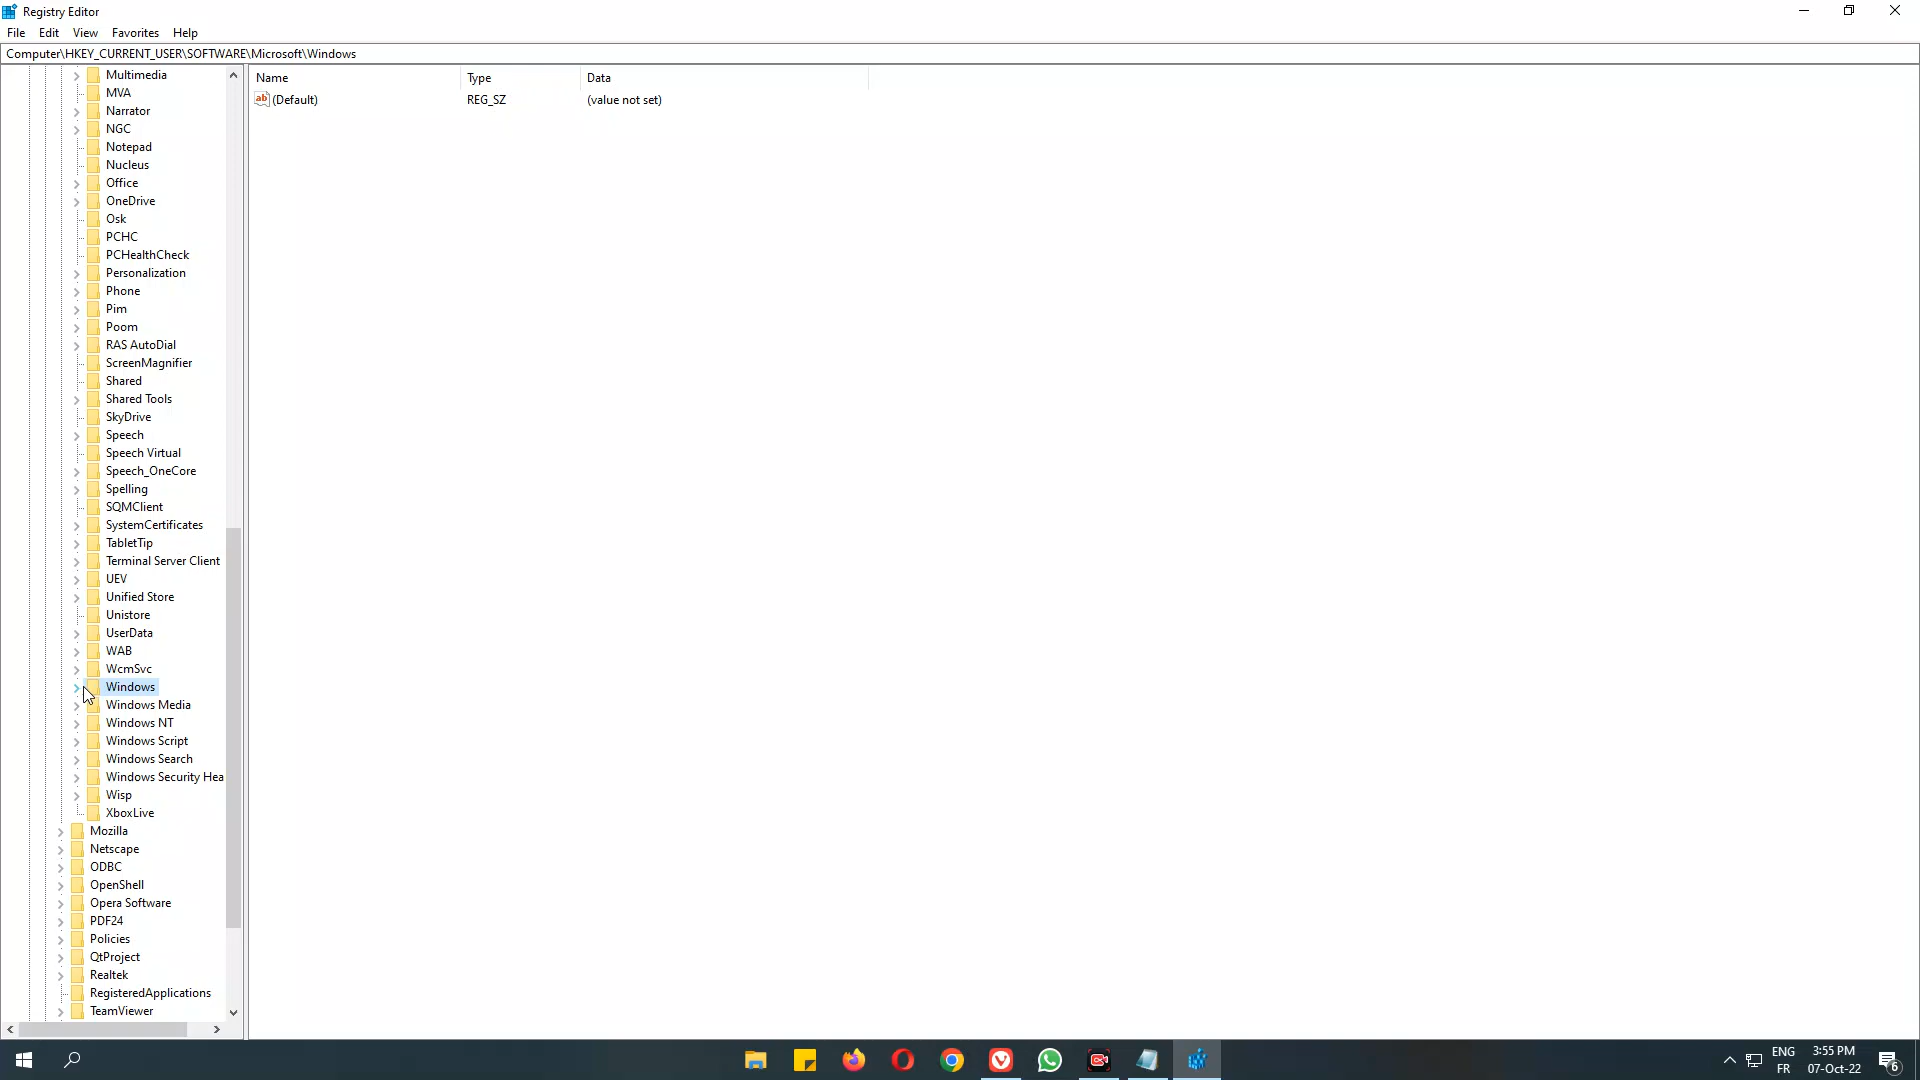 Registry Editor
File Edit View Favorites Help
Computer\HKEY_CURRENT_USER\SOFTWARE\Microsoft\Windows
Name Type Data
ab (Default) REG_SZ (value not set)
Multimedia
MVA
Narrator
NGC
Notepad
Nucleus
Office
OneDrive
Osk
PCHC
PCHealthCheck
Personalization
Phone
Pim
Poom
RAS AutoDial
ScreenMagnifier
Shared
Shared Tools
SkyDrive
Speech
Speech Virtual
Speech_OneCore
Spelling
SQMClient
SystemCertificates
TabletTip
Terminal Server Client
UEV
Unified Store
Unistore
UserData
WAB
WcmSvc
Windows
Windows Media
Windows NT
Windows Script
Windows Search
Windows Security Hea
Wisp
XboxLive
Mozilla
Netscape
ODBC
OpenShell
Opera Software
PDF24
Policies
QtProject
Realtek
RegisteredApplications
TeamViewer
ENG 3:55 PM
FR 07-Oct-22 6